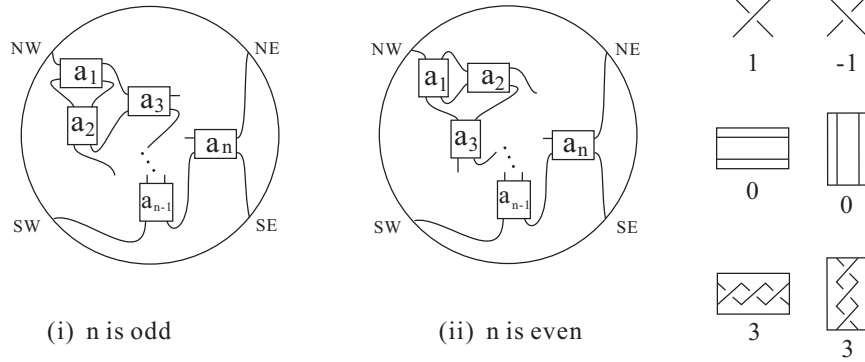 NW NE
a1
a3
a2
an
an-1
SW SE
(i) n is odd
NW NE
a1 a2
a3
an
an-1
SW SE
(ii) n is even
1 -1
0 0
3 3